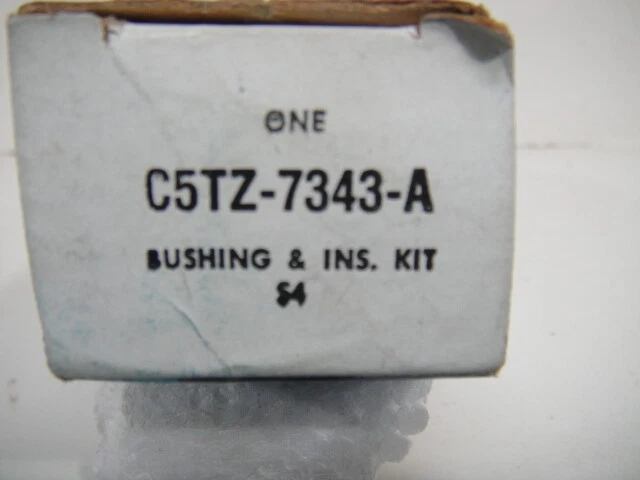 ONE
C5TZ-7343-A
BUSHING & INS. KIT
S4